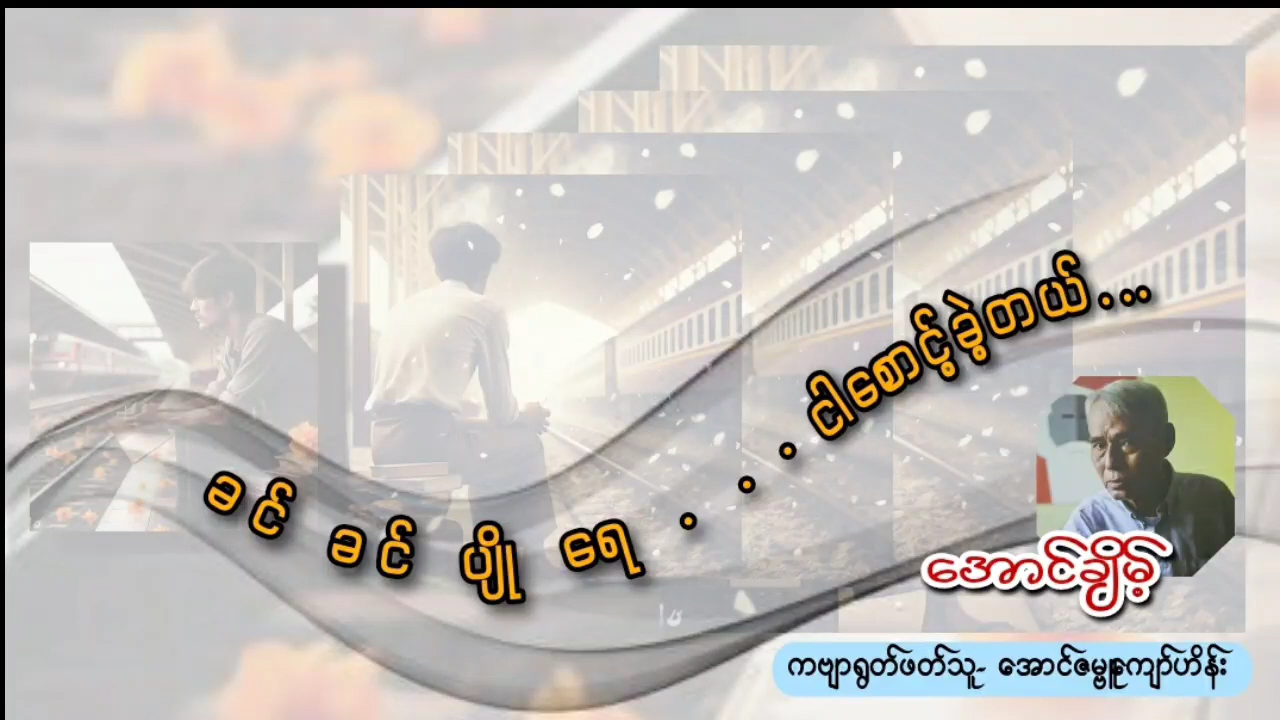 ခင် ခင် ပျို ရေ . . . ငါစောင့်ခဲ့တယ်...
အောင်ချိမ့်
ကဗျာရွတ်ဖတ်သူ- အောင်ဇမ္ဗူကျော်ဟိန်း